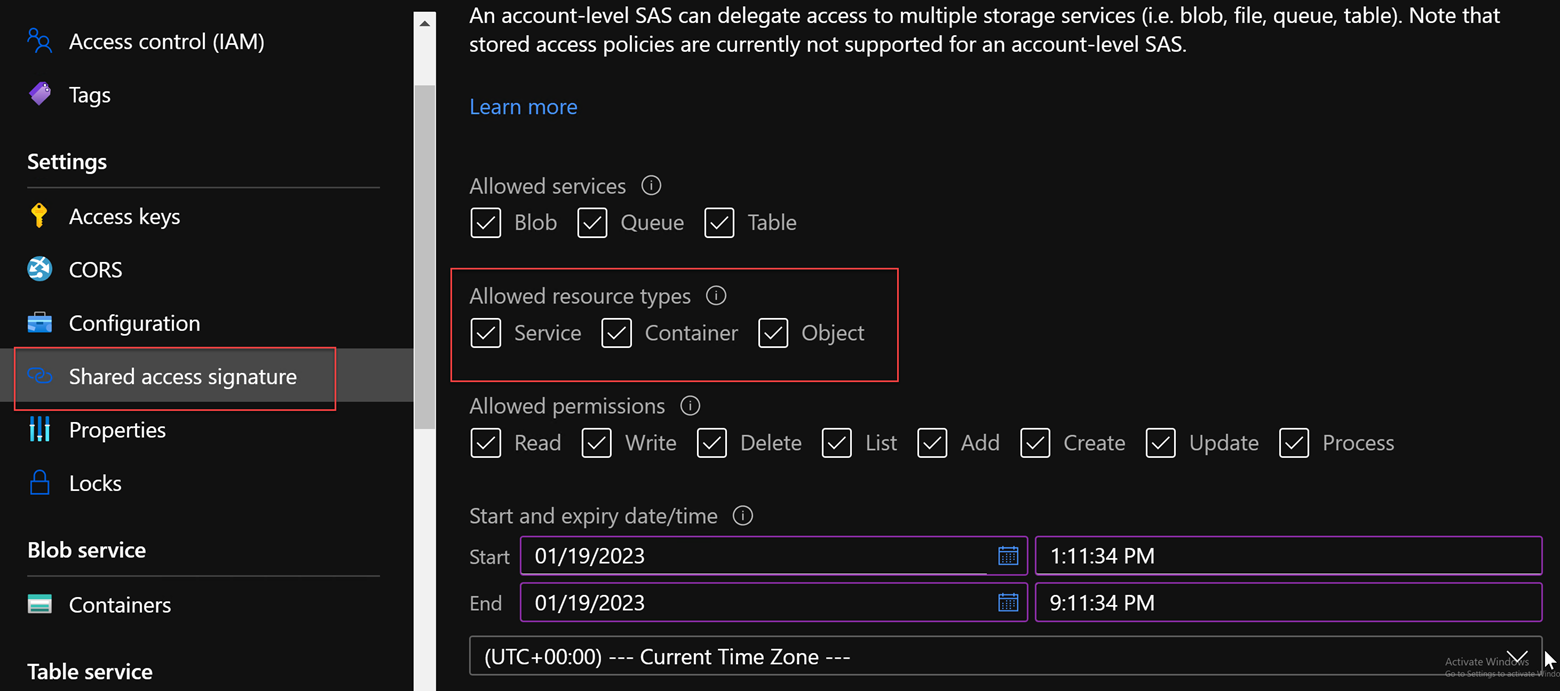 Access control (IAM)
Tags
Settings
Access keys
CORS
Configuration
Shared access signature
Properties
Locks
Blob service
Containers
Table service
An account-level SAS can delegate access to multiple storage services (i.e. blob, file, queue, table). Note that
stored access policies are currently not supported for an account-level SAS.
Learn more
Allowed services
Blob Queue Table
Allowed resource types
Service Container Object
Allowed permissions
Read Write Delete List Add Create Update Process
Start and expiry date/time
Start 01/19/2023 1:11:34 PM
End 01/19/2023 9:11:34 PM
(UTC+00:00) --- Current Time Zone ---
Activate Windows
Go to Settings to activate Windo